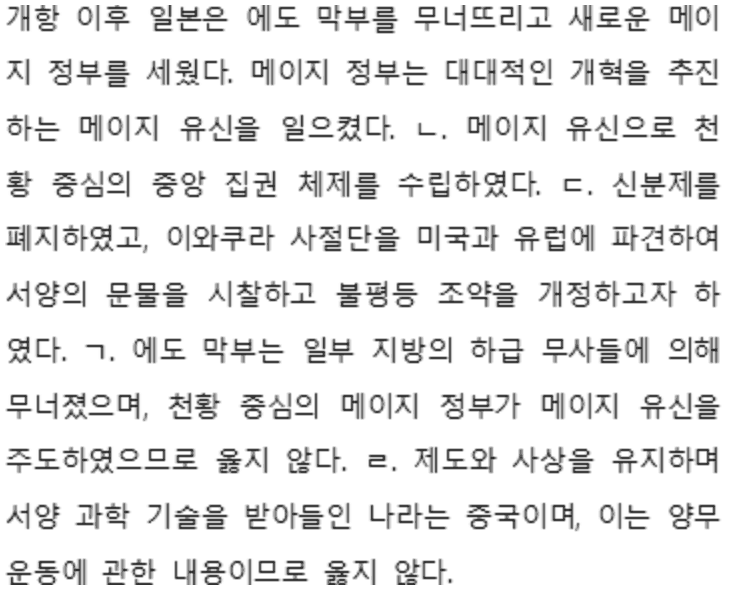 개항 이후 일본은 에도 막부를 무너뜨리고 새로운 메이
지 정부를 세웠다. 메이지 정부는 대대적인 개혁을 추진
하는 메이지 유신을 일으켰다. ㄴ. 메이지 유신으로 천
황 중심의 중앙 집권 체제를 수립하였다. ㄷ. 신분제를
폐지하였고, 이와쿠라 사절단을 미국과 유럽에 파견하여
서양의 문물을 시찰하고 불평등 조약을 개정하고자 하
였다. ㄱ. 에도 막부는 일부 지방의 하급 무사들에 의해
무너졌으며, 천황 중심의 메이지 정부가 메이지 유신을
주도하였으므로 옳지 않다. ㄹ. 제도와 사상을 유지하며
서양 과학 기술을 받아들인 나라는 중국이며, 이는 양무
운동에 관한 내용이므로 옳지 않다.